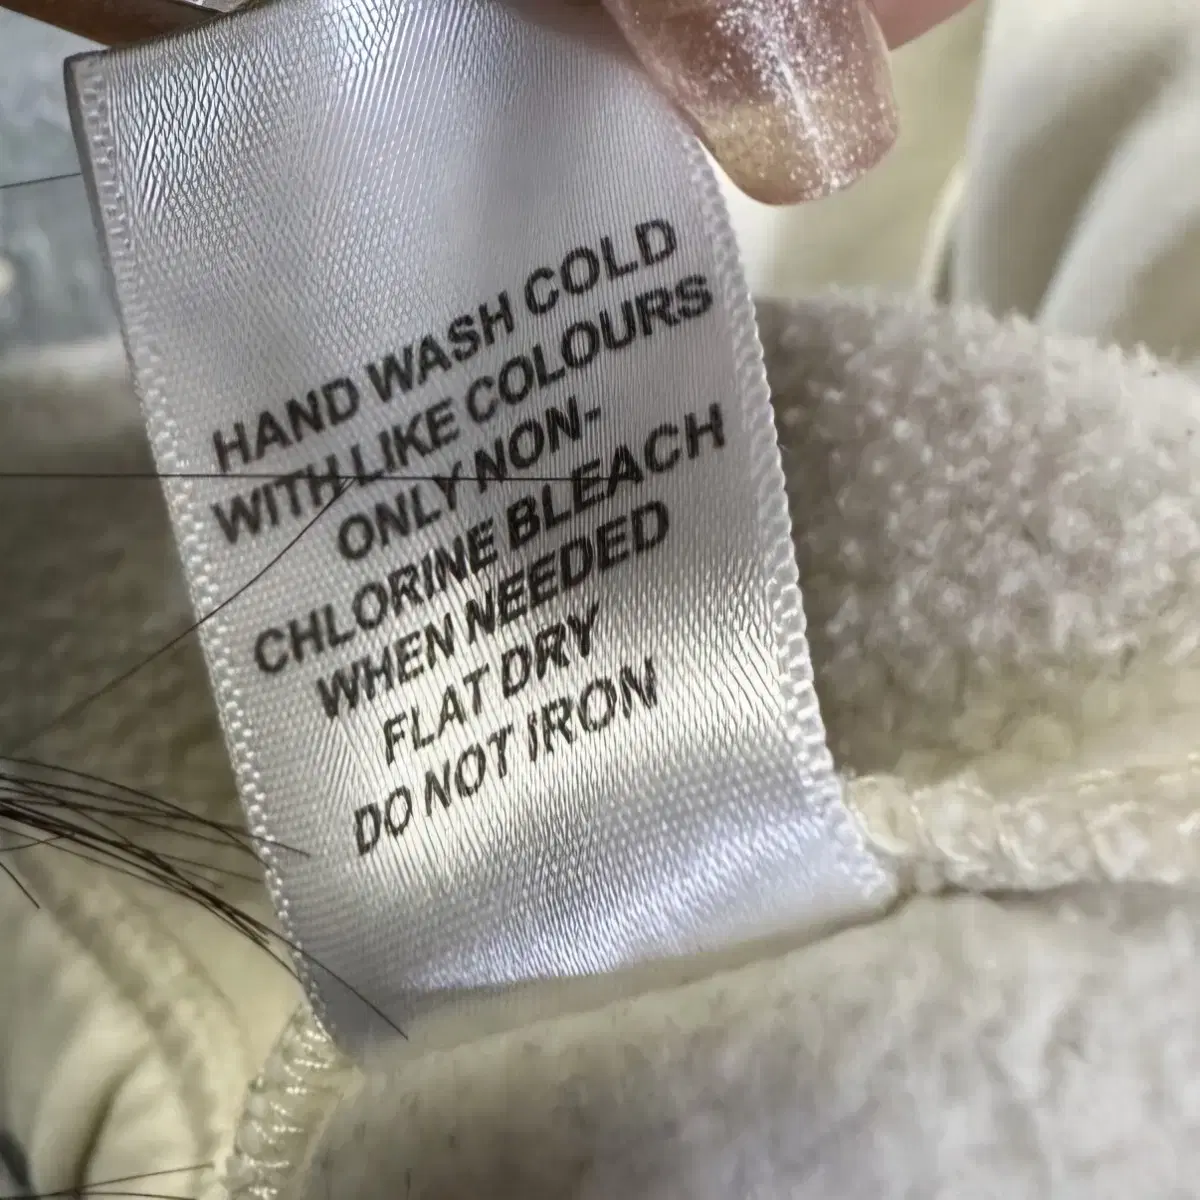 HAND WASH COLD
WITH LIKE COLOURS
ONLY NON-
CHLORINE BLEACH
WHEN NEEDED
FLAT DRY
DO NOT IRON